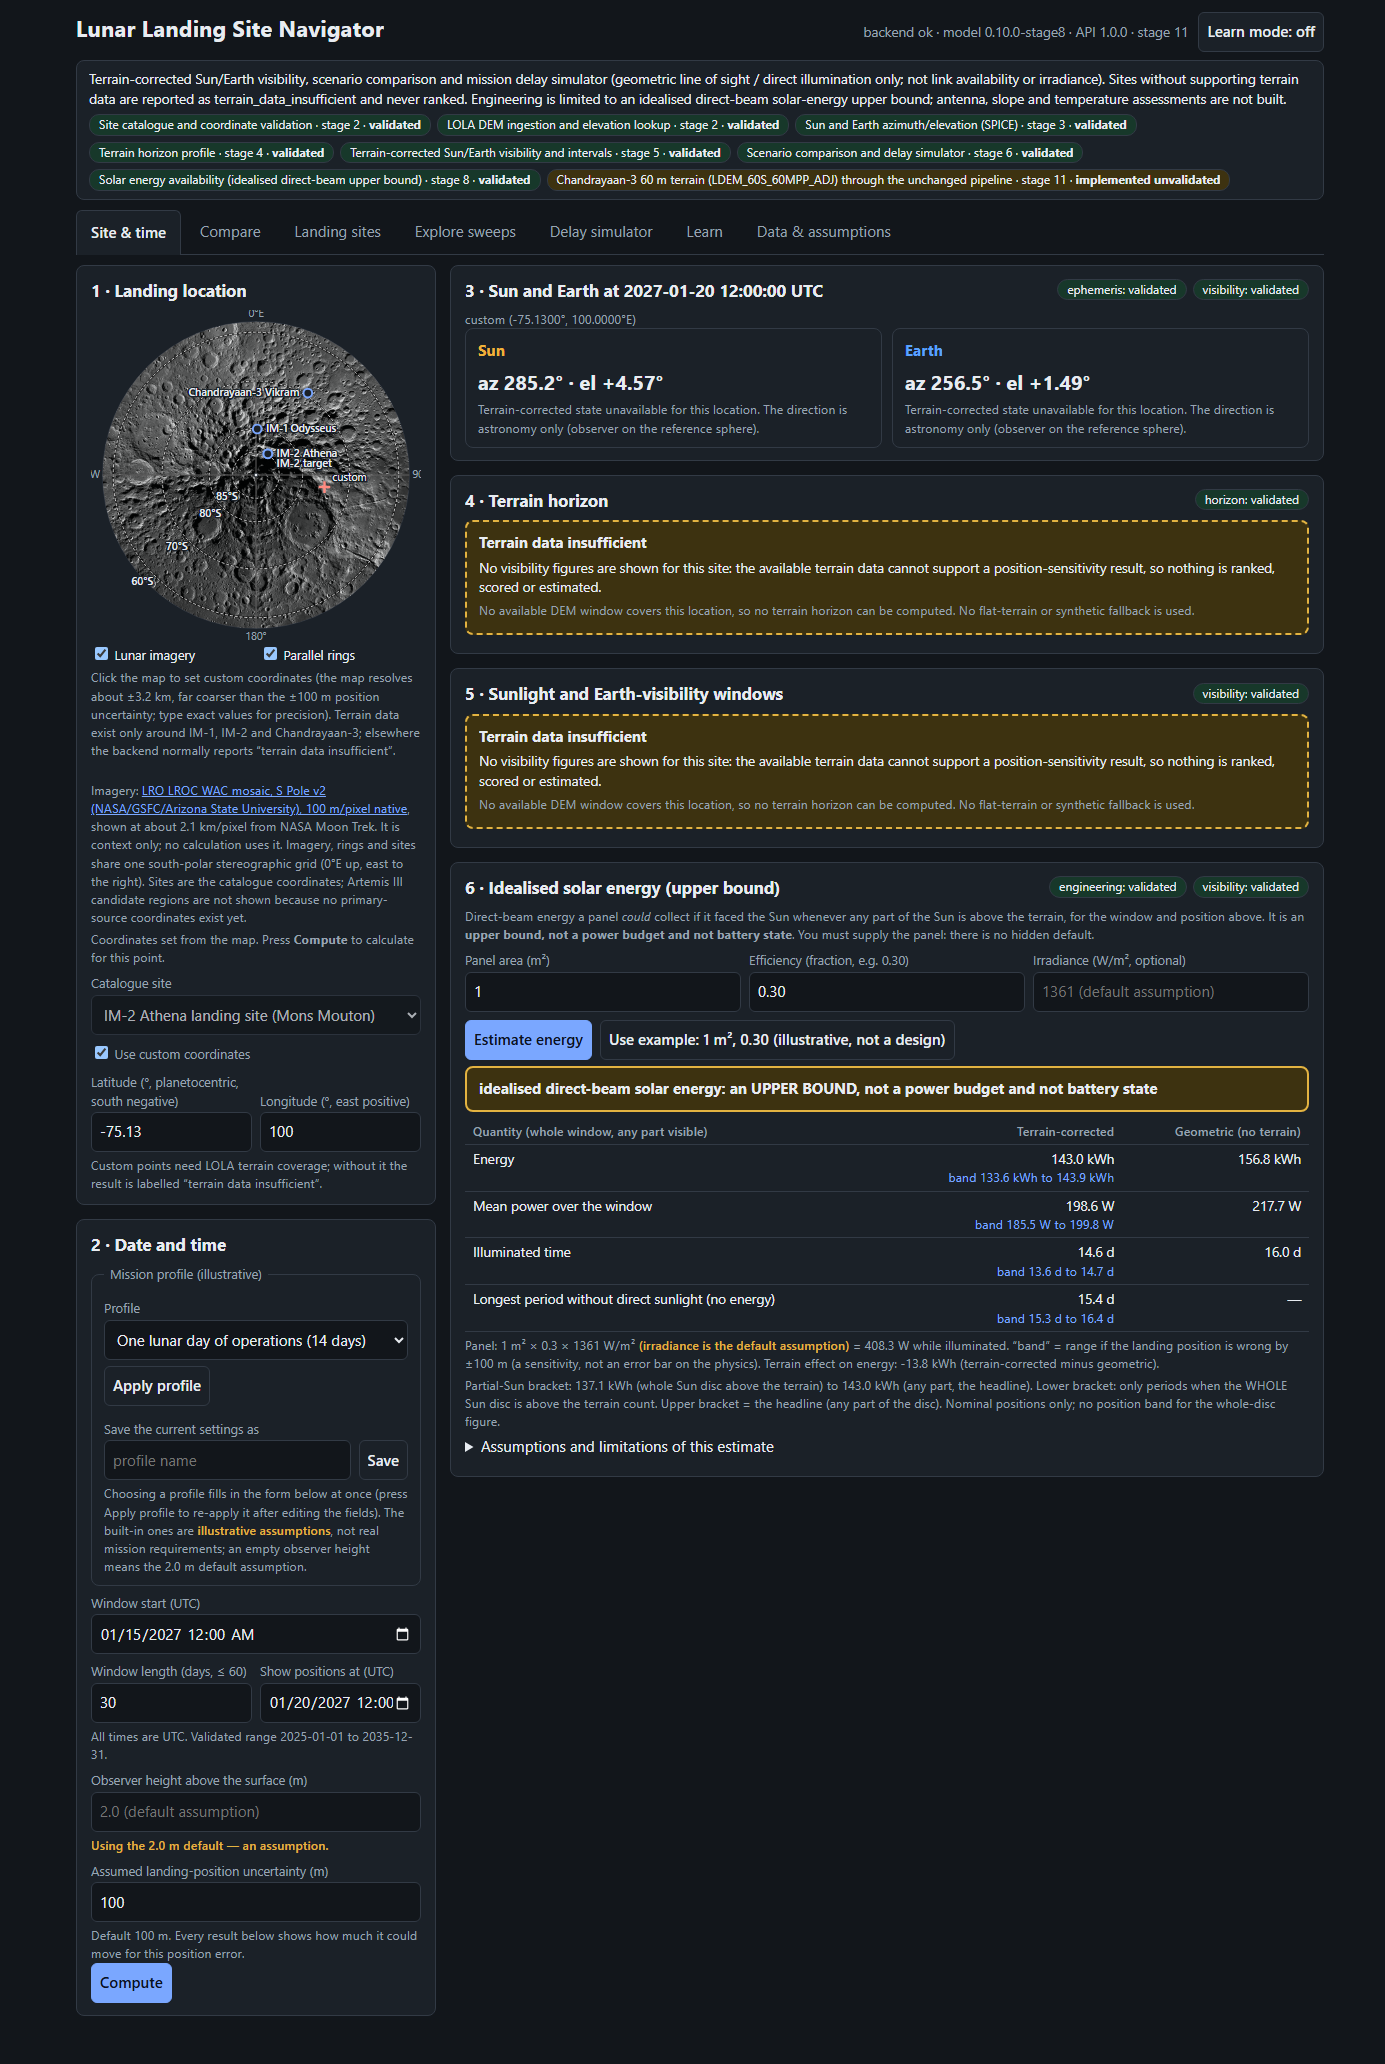 Lunar Landing Site Navigator
backend ok · model 0.10.0-stage8 · API 1.0.0 · stage 11
Learn mode: off
Terrain-corrected Sun/Earth visibility, scenario comparison and mission delay simulator (geometric line of sight / direct illumination only; not link availability or irradiance). Sites without supporting terrain
data are reported as terrain_data_insufficient and never ranked. Engineering is limited to an idealised direct-beam solar-energy upper bound; antenna, slope and temperature assessments are not built.
Site catalogue and coordinate validation · stage 2 · validated
LOLA DEM ingestion and elevation lookup · stage 2 · validated
Sun and Earth azimuth/elevation (SPICE) · stage 3 · validated
Terrain horizon profile · stage 4 · validated
Terrain-corrected Sun/Earth visibility and intervals · stage 5 · validated
Scenario comparison and delay simulator · stage 6 · validated
Solar energy availability (idealised direct-beam upper bound) · stage 8 · validated
Chandrayaan-3 60 m terrain (LDEM_60S_60MPP_ADJ) through the unchanged pipeline · stage 11 · implemented unvalidated
Site & time
Compare
Landing sites
Explore sweeps
Delay simulator
Learn
Data & assumptions
1 · Landing location
0°E
Chandrayaan-3 Vikram
IM-1 Odysseus
IM-2 Athena
IM-2 target
custom
W
90
85°S
80°S
70°S
60°S
180°
Lunar imagery
Parallel rings
Click the map to set custom coordinates (the map resolves
about ±3.2 km, far coarser than the ±100 m position
uncertainty; type exact values for precision). Terrain data
exist only around IM-1, IM-2 and Chandrayaan-3; elsewhere
the backend normally reports "terrain data insufficient".
Imagery: LRO LROC WAC mosaic, S Pole v2
(NASA/GSFC/Arizona State University), 100 m/pixel native,
shown at about 2.1 km/pixel from NASA Moon Trek. It is
context only; no calculation uses it. Imagery, rings and sites
share one south-polar stereographic grid (0°E up, east to
the right). Sites are the catalogue coordinates; Artemis III
candidate regions are not shown because no primary-
source coordinates exist yet.
Coordinates set from the map. Press Compute to calculate
for this point.
Catalogue site
IM-2 Athena landing site (Mons Mouton)
Use custom coordinates
Latitude (°, planetocentric,
south negative)
Longitude (°, east positive)
-75.13
100
Custom points need LOLA terrain coverage; without it the
result is labelled "terrain data insufficient".
2 · Date and time
Mission profile (illustrative)
Profile
One lunar day of operations (14 days)
Apply profile
Save the current settings as
profile name
Save
Choosing a profile fills in the form below at once (press
Apply profile to re-apply it after editing the fields). The
built-in ones are illustrative assumptions, not real
mission requirements; an empty observer height
means the 2.0 m default assumption.
Window start (UTC)
01/15/2027 12:00 AM
Window length (days, ≤ 60)
Show positions at (UTC)
30
01/20/2027 12:00
All times are UTC. Validated range 2025-01-01 to 2035-12-
31.
Observer height above the surface (m)
2.0 (default assumption)
Using the 2.0 m default — an assumption.
Assumed landing-position uncertainty (m)
100
Default 100 m. Every result below shows how much it could
move for this position error.
Compute
3 · Sun and Earth at 2027-01-20 12:00:00 UTC
ephemeris: validated
visibility: validated
custom (-75.1300°, 100.0000°E)
Sun
az 285.2° · el +4.57°
Terrain-corrected state unavailable for this location. The direction is
astronomy only (observer on the reference sphere).
Earth
az 256.5° · el +1.49°
Terrain-corrected state unavailable for this location. The direction is
astronomy only (observer on the reference sphere).
4 · Terrain horizon
horizon: validated
Terrain data insufficient
No visibility figures are shown for this site: the available terrain data cannot support a position-sensitivity result, so nothing is ranked,
scored or estimated.
No available DEM window covers this location, so no terrain horizon can be computed. No flat-terrain or synthetic fallback is used.
5 · Sunlight and Earth-visibility windows
visibility: validated
Terrain data insufficient
No visibility figures are shown for this site: the available terrain data cannot support a position-sensitivity result, so nothing is ranked,
scored or estimated.
No available DEM window covers this location, so no terrain horizon can be computed. No flat-terrain or synthetic fallback is used.
6 · Idealised solar energy (upper bound)
engineering: validated
visibility: validated
Direct-beam energy a panel could collect if it faced the Sun whenever any part of the Sun is above the terrain, for the window and position above. It is an
upper bound, not a power budget and not battery state. You must supply the panel: there is no hidden default.
Panel area (m²)
Efficiency (fraction, e.g. 0.30)
Irradiance (W/m², optional)
1
0.30
1361 (default assumption)
Estimate energy
Use example: 1 m², 0.30 (illustrative, not a design)
idealised direct-beam solar energy: an UPPER BOUND, not a power budget and not battery state
Quantity (whole window, any part visible)
Terrain-corrected
Geometric (no terrain)
Energy
143.0 kWh
156.8 kWh
band 133.6 kWh to 143.9 kWh
Mean power over the window
198.6 W
217.7 W
band 185.5 W to 199.8 W
Illuminated time
14.6 d
16.0 d
band 13.6 d to 14.7 d
Longest period without direct sunlight (no energy)
15.4 d
—
band 15.3 d to 16.4 d
Panel: 1 m² × 0.3 × 1361 W/m² (irradiance is the default assumption) = 408.3 W while illuminated. "band" = range if the landing position is wrong by
±100 m (a sensitivity, not an error bar on the physics). Terrain effect on energy: -13.8 kWh (terrain-corrected minus geometric).
Partial-Sun bracket: 137.1 kWh (whole Sun disc above the terrain) to 143.0 kWh (any part, the headline). Lower bracket: only periods when the WHOLE
Sun disc is above the terrain count. Upper bracket = the headline (any part of the disc). Nominal positions only; no position band for the whole-disc
figure.
Assumptions and limitations of this estimate